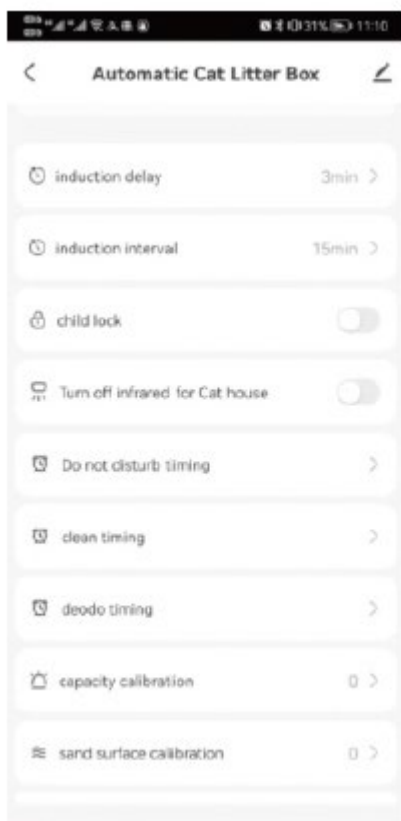 31% 11:10
Automatic Cat Litter Box
induction delay 3min
induction interval 15min
child lock
Turn off infrared for Cat house
Do not disturb timing
clean timing
deodo timing
capacity calibration 0
sand surface calibration 0